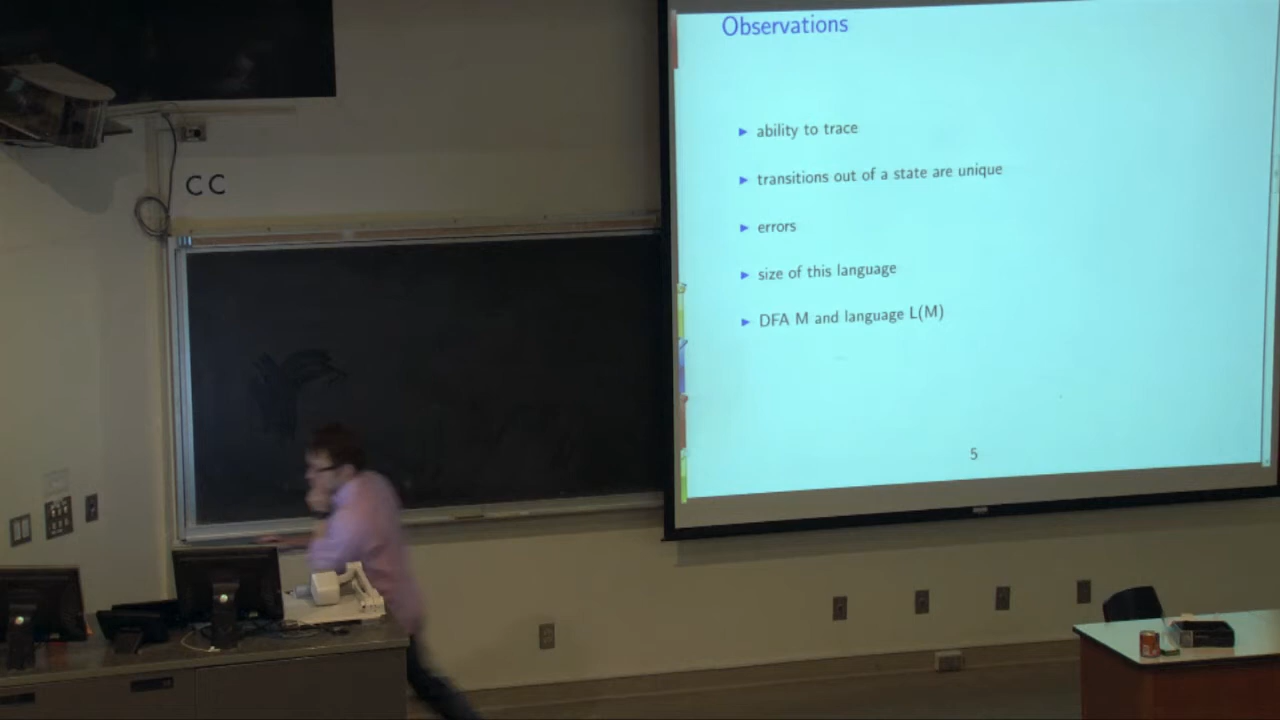 Observations
ability to trace
transitions out of a state are unique
errors
size of this language
DFA M and language L(M)
5
CC